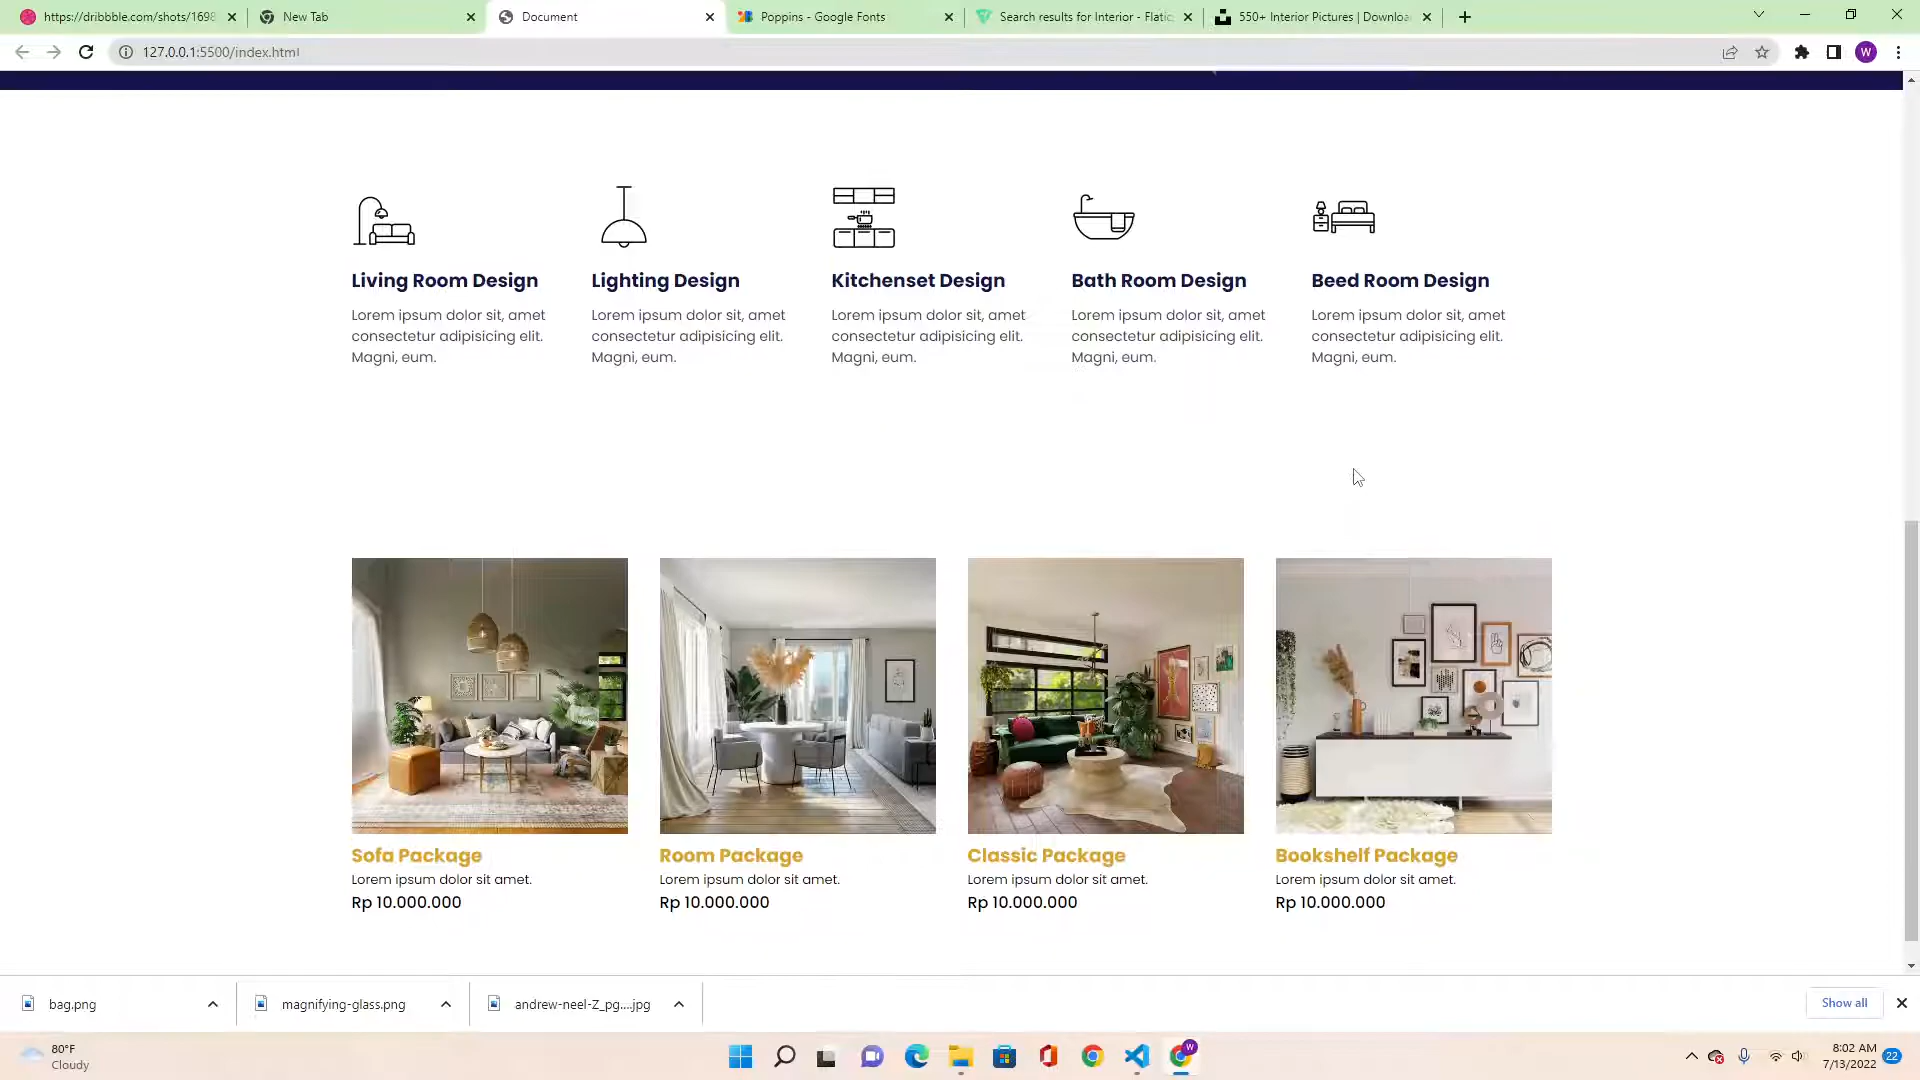 https://dribbble.com/shots/1698
New Tab
Document
Poppins - Google Fonts
Search results for Interior - Flatic
550+ Interior Pictures | Downloa
127.0.0.1:5500/index.html
W
Living Room Design
Lorem ipsum dolor sit, amet
consectetur adipisicing elit.
Magni, eum.
Lighting Design
Lorem ipsum dolor sit, amet
consectetur adipisicing elit.
Magni, eum.
Kitchenset Design
Lorem ipsum dolor sit, amet
consectetur adipisicing elit.
Magni, eum.
Bath Room Design
Lorem ipsum dolor sit, amet
consectetur adipisicing elit.
Magni, eum.
Beed Room Design
Lorem ipsum dolor sit, amet
consectetur adipisicing elit.
Magni, eum.
Sofa Package
Lorem ipsum dolor sit amet.
Rp 10.000.000
Room Package
Lorem ipsum dolor sit amet.
Rp 10.000.000
Classic Package
Lorem ipsum dolor sit amet.
Rp 10.000.000
Bookshelf Package
Lorem ipsum dolor sit amet.
Rp 10.000.000
bag.png
magnifying-glass.png
andrew-neel-Z_pg....jpg
Show all
80°F
Cloudy
W
8:02 AM
7/13/2022
22